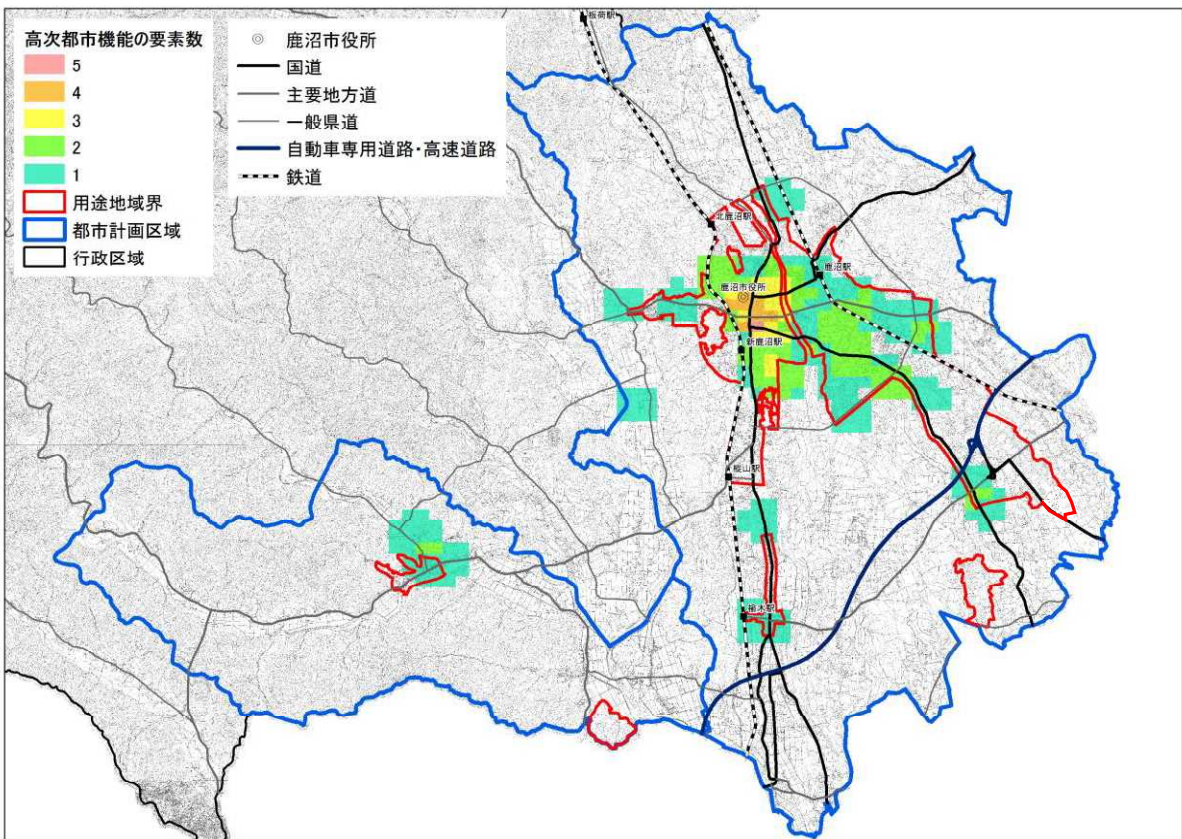 高次都市機能の要素数
5
4
3
2
1
用途地域界
都市計画区域
行政区域
鹿沼市役所
国道
主要地方道
一般県道
自動車専用道路・高速道路
鉄道
板荷駅
北鹿沼駅
鹿沼駅
鹿沼市役所
新鹿沼駅
樅山駅
楡木駅